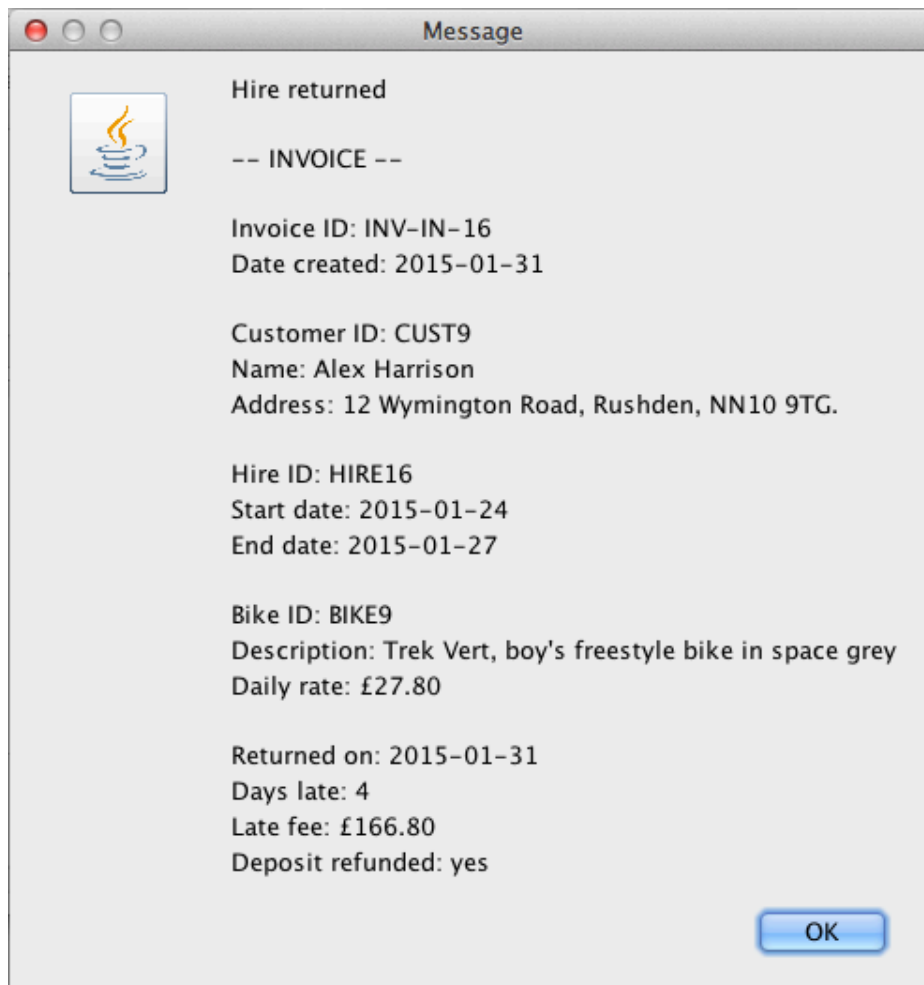 Message
Hire returned
-- INVOICE --
Invoice ID: INV-IN-16
Date created: 2015-01-31
Customer ID: CUST9
Name: Alex Harrison
Address: 12 Wymington Road, Rushden, NN10 9TG.
Hire ID: HIRE16
Start date: 2015-01-24
End date: 2015-01-27
Bike ID: BIKE9
Description: Trek Vert, boy's freestyle bike in space grey
Daily rate: £27.80
Returned on: 2015-01-31
Days late: 4
Late fee: £166.80
Deposit refunded: yes
OK